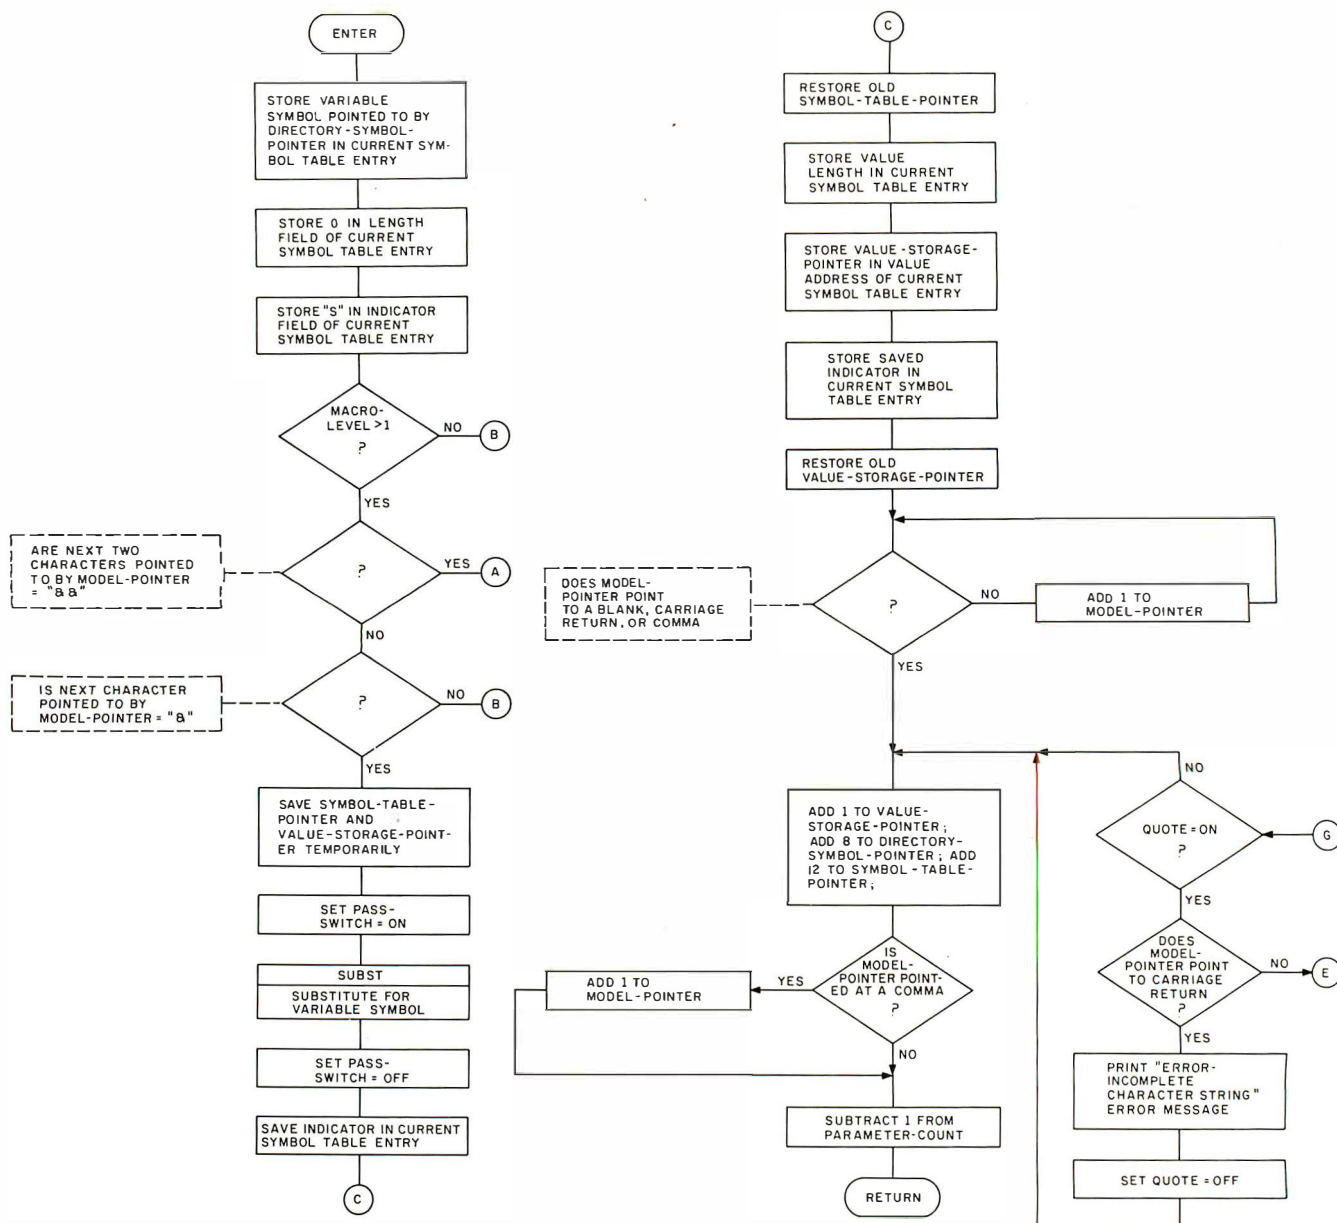 ENTER
STORE VARIABLE
SYMBOL POINTED TO BY
DIRECTORY-SYMBOL-
POINTER IN CURRENT SYM-
BOL TABLE ENTRY
STORE 0 IN LENGTH
FIELD OF CURRENT
SYMBOL TABLE ENTRY
STORE "S" IN INDICATOR
FIELD OF CURRENT
SYMBOL TABLE ENTRY
MACRO-
LEVEL >1
?
NO
B
YES
ARE NEXT TWO
CHARACTERS POINTED
TO BY MODEL-POINTER
= "&&"
?
YES
A
NO
IS NEXT CHARACTER
POINTED TO BY
MODEL-POINTER = "&"
?
NO
B
YES
SAVE SYMBOL-TABLE-
POINTER AND
VALUE-STORAGE-POINT-
ER TEMPORARILY
SET PASS-
SWITCH = ON
SUBST
SUBSTITUTE FOR
VARIABLE SYMBOL
SET PASS-
SWITCH = OFF
SAVE INDICATOR IN CURRENT
SYMBOL TABLE ENTRY
C
C
RESTORE OLD
SYMBOL-TABLE-POINTER
STORE VALUE
LENGTH IN CURRENT
SYMBOL TABLE ENTRY
STORE VALUE-STORAGE-
POINTER IN VALUE
ADDRESS OF CURRENT
SYMBOL TABLE ENTRY
STORE SAVED
INDICATOR IN
CURRENT SYMBOL
TABLE ENTRY
RESTORE OLD
VALUE-STORAGE-POINTER
DOES MODEL-
POINTER POINT
TO A BLANK, CARRIAGE
RETURN, OR COMMA
?
NO
ADD 1 TO
MODEL-POINTER
YES
ADD 1 TO VALUE-
STORAGE-POINTER;
ADD 8 TO DIRECTORY-
SYMBOL-POINTER; ADD
12 TO SYMBOL-TABLE-
POINTER;
IS
MODEL-
POINTER POINT-
ED AT A COMMA
?
YES
ADD 1 TO
MODEL-POINTER
NO
SUBTRACT 1 FROM
PARAMETER-COUNT
RETURN
NO
QUOTE = ON
?
G
YES
DOES
MODEL-
POINTER POINT
TO CARRIAGE
RETURN
?
NO
E
YES
PRINT "ERROR-
INCOMPLETE
CHARACTER STRING"
ERROR MESSAGE
SET QUOTE = OFF